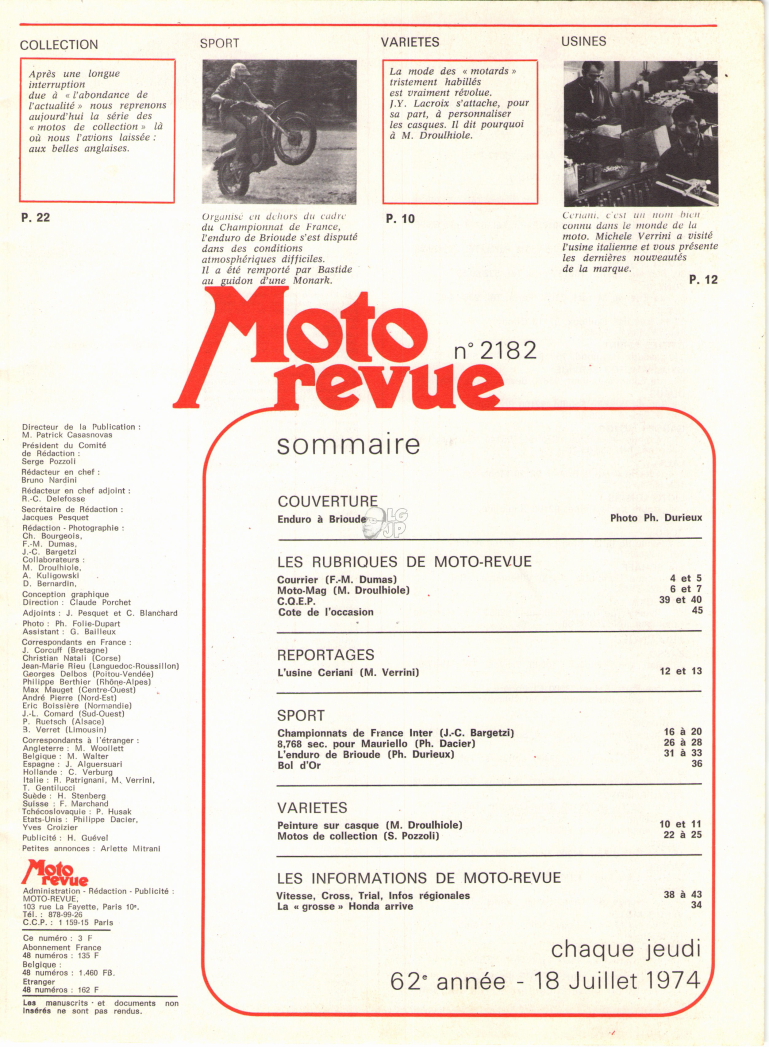 COLLECTION
Après une longue
interruption
due à « l'abondance de
l'actualité » nous reprenons
aujourd'hui la série des
« motos de collection » là
où nous l'avions laissée :
aux belles anglaises.
P. 22
SPORT
Organisé en dehors du cadre
du Championnat de France,
l'enduro de Brioude s'est disputé
dans des conditions
atmosphériques difficiles.
Il a été remporté par Bastide
au guidon d'une Monark.
VARIETES
La mode des « motards »
tristement habillés
est vraiment révolue.
J.Y. Lacroix s'attache, pour
sa part, à personnaliser
les casques. Il dit pourquoi
à M. Droulhiole.
P. 10
USINES
Ceriani, c'est un nom bien
connu dans le monde de la
moto. Michele Verrini a visité
l'usine italienne et vous présente
les dernières nouveautés
de la marque.
P. 12
Moto
revue
n° 2182
Directeur de la Publication :
M. Patrick Casasnovas
Président du Comité
de Rédaction :
Serge Pozzoli
Rédacteur en chef :
Bruno Nardini
Rédacteur en chef adjoint :
R.-C. Delefosse
Secrétaire de Rédaction :
Jacques Pesquet
Rédaction - Photographie :
Ch. Bourgeois,
F.-M. Dumas,
J.-C. Bargetzi
Collaborateurs :
M. Droulhiole,
A. Kuligowski
D. Bernardin,
Conception graphique
Direction : Claude Porchet
Adjoints : J. Pesquet et C. Blanchard
Photo : Ph. Folie-Dupart
Assistant : G. Bailleux
Correspondants en France :
J. Corcuff (Bretagne)
Christian Natali (Corse)
Jean-Marie Rieu (Languedoc-Roussillon)
Georges Delbos (Poitou-Vendée)
Philippe Berthier (Rhône-Alpes)
Max Mauget (Centre-Ouest)
André Pierre (Nord-Est)
Eric Boissière (Normandie)
J.-L. Comard (Sud-Ouest)
P. Ruetsch (Alsace)
B. Verret (Limousin)
Correspondants à l'étranger :
Angleterre : M. Woollett
Belgique : M. Walter
Espagne : J. Alguersuari
Hollande : C. Verburg
Italie : R. Patrignani, M. Verrini,
T. Gentilucci
Suède : H. Stenberg
Suisse : F. Marchand
Tchécoslovaquie : P. Husak
Etats-Unis : Philippe Dacier,
Yves Croizier
Publicité : H. Guével
Petites annonces : Arlette Mitrani
Moto
revue
Administration - Rédaction - Publicité :
MOTO-REVUE,
103 rue La Fayette, Paris 10e.
Tél. : 878-99-26
C.C.P. : 1 159-15 Paris
Ce numéro : 3 F
Abonnement France
48 numéros : 135 F
Belgique :
48 numéros : 1.460 FB.
Etranger
48 numéros : 162 F
Les manuscrits et documents non
insérés ne sont pas rendus.
sommaire
COUVERTURE
Enduro à Brioude Photo Ph. Durieux
LG
JP
LES RUBRIQUES DE MOTO-REVUE
Courrier (F.-M. Dumas) 4 et 5
Moto-Mag (M. Droulhiole) 6 et 7
C.Q.E.P. 39 et 40
Cote de l'occasion 45
REPORTAGES
L'usine Ceriani (M. Verrini) 12 et 13
SPORT
Championnats de France Inter (J.-C. Bargetzi) 16 à 20
8,768 sec. pour Mauriello (Ph. Dacier) 26 à 28
L'enduro de Brioude (Ph. Durieux) 31 à 33
Bol d'Or 36
VARIETES
Peinture sur casque (M. Droulhiole) 10 et 11
Motos de collection (S. Pozzoli) 22 à 25
LES INFORMATIONS DE MOTO-REVUE
Vitesse, Cross, Trial, Infos régionales 38 à 43
La « grosse » Honda arrive 34
chaque jeudi
62e année - 18 Juillet 1974